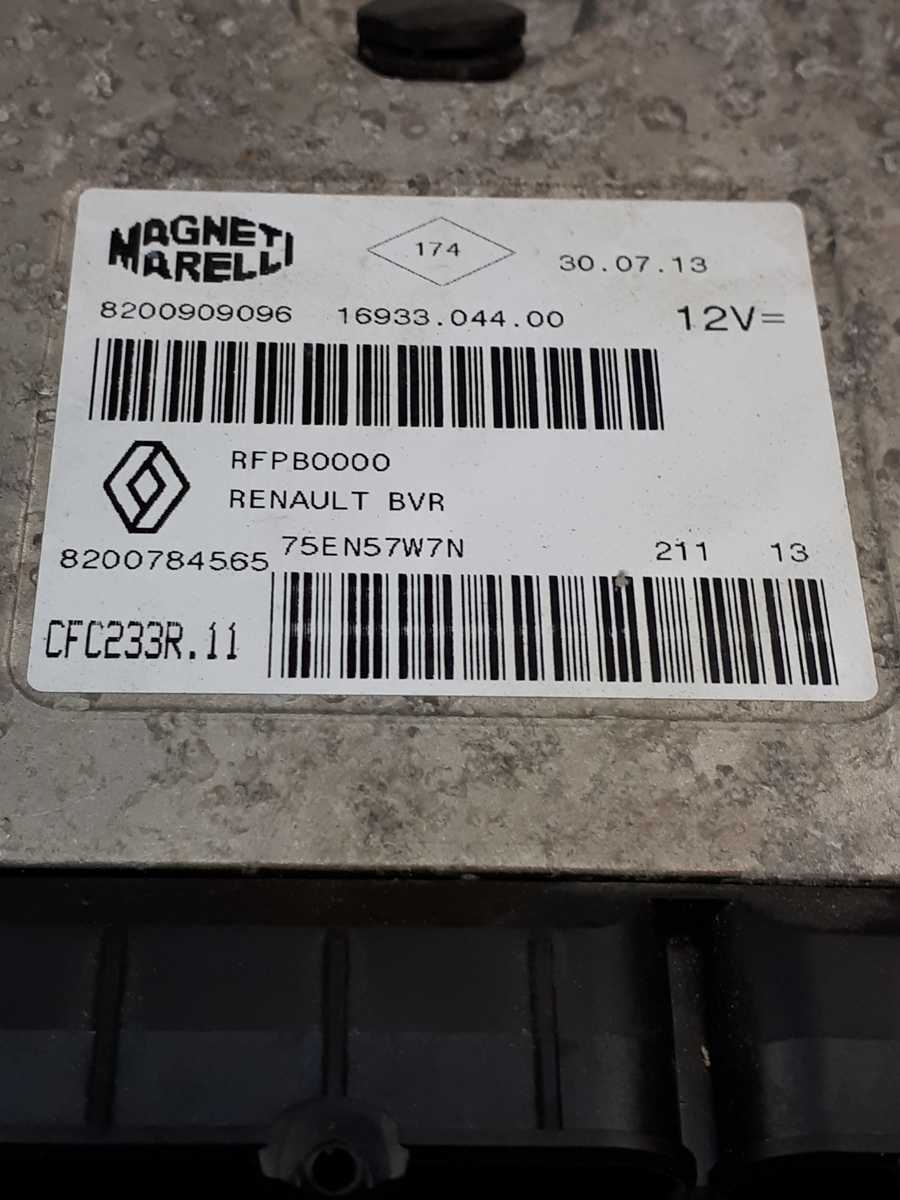 MAGNETI
MARELLI
174
30.07.13
8200909096 16933.044.00 12V=
RFPB0000
RENAULT BVR
8200784565 75EN57W7N 211 13
CFC233R.11